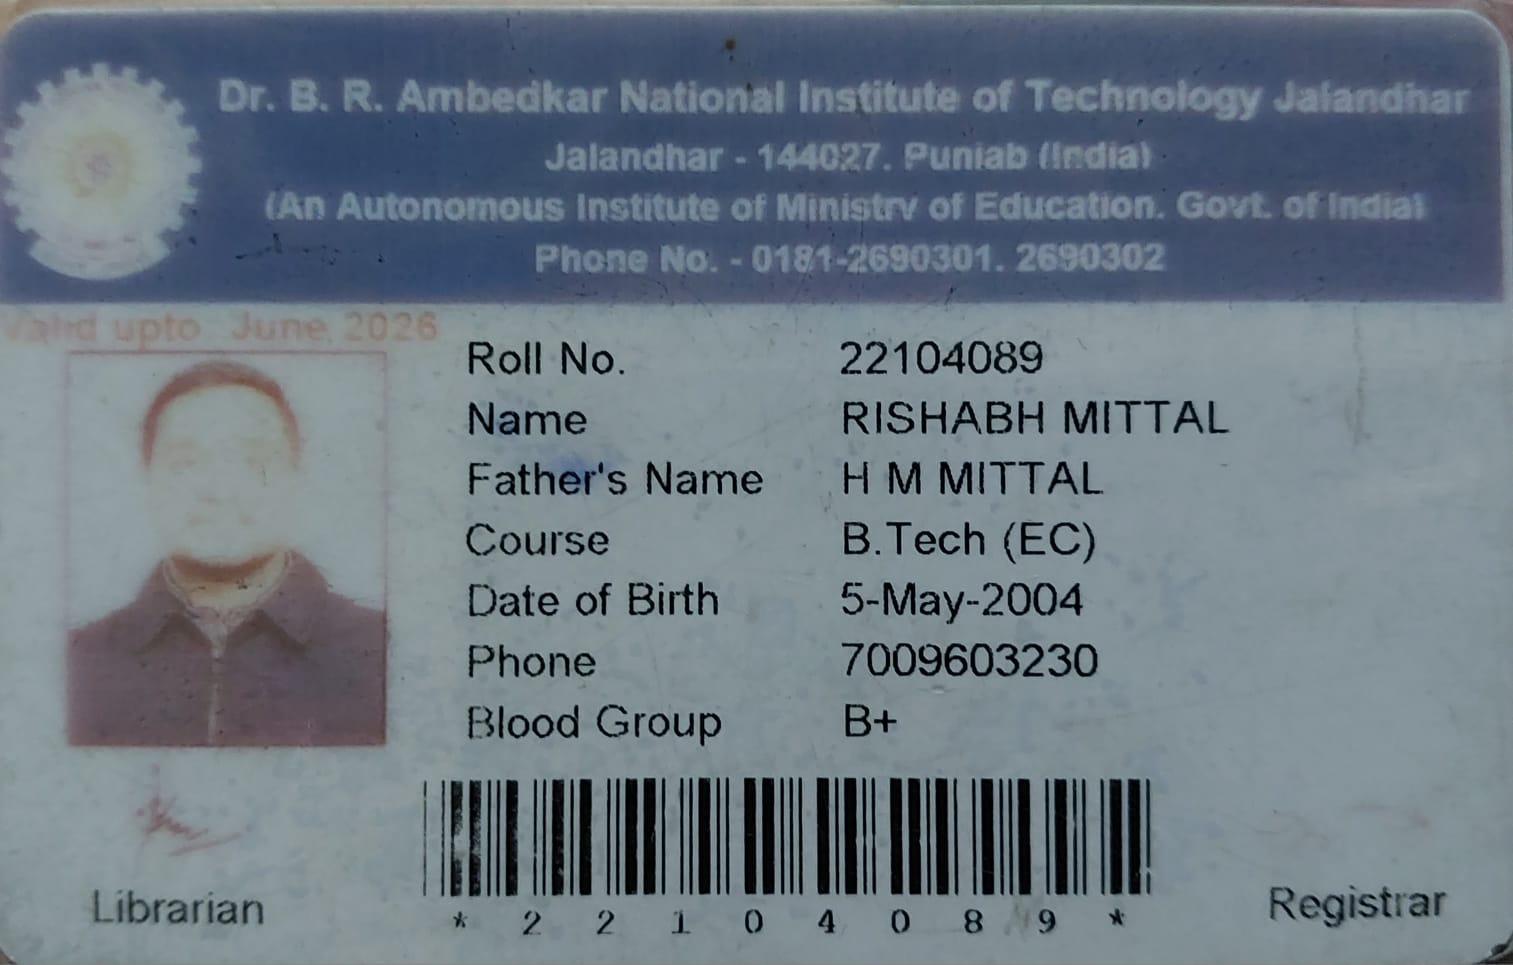 Dr. B. R. Ambedkar National Institute of Technology Jalandhar
Jalandhar - 144027. Punjab (India)
(An Autonomous Institute of Ministry of Education. Govt. of India)
Phone No. - 0181-2690301. 2690302
Valid upto June, 2026
Roll No. 22104089
Name RISHABH MITTAL
Father's Name H M MITTAL
Course B.Tech (EC)
Date of Birth 5-May-2004
Phone 7009603230
Blood Group B+
* 2 2 1 0 4 0 8 9 *
Librarian Registrar